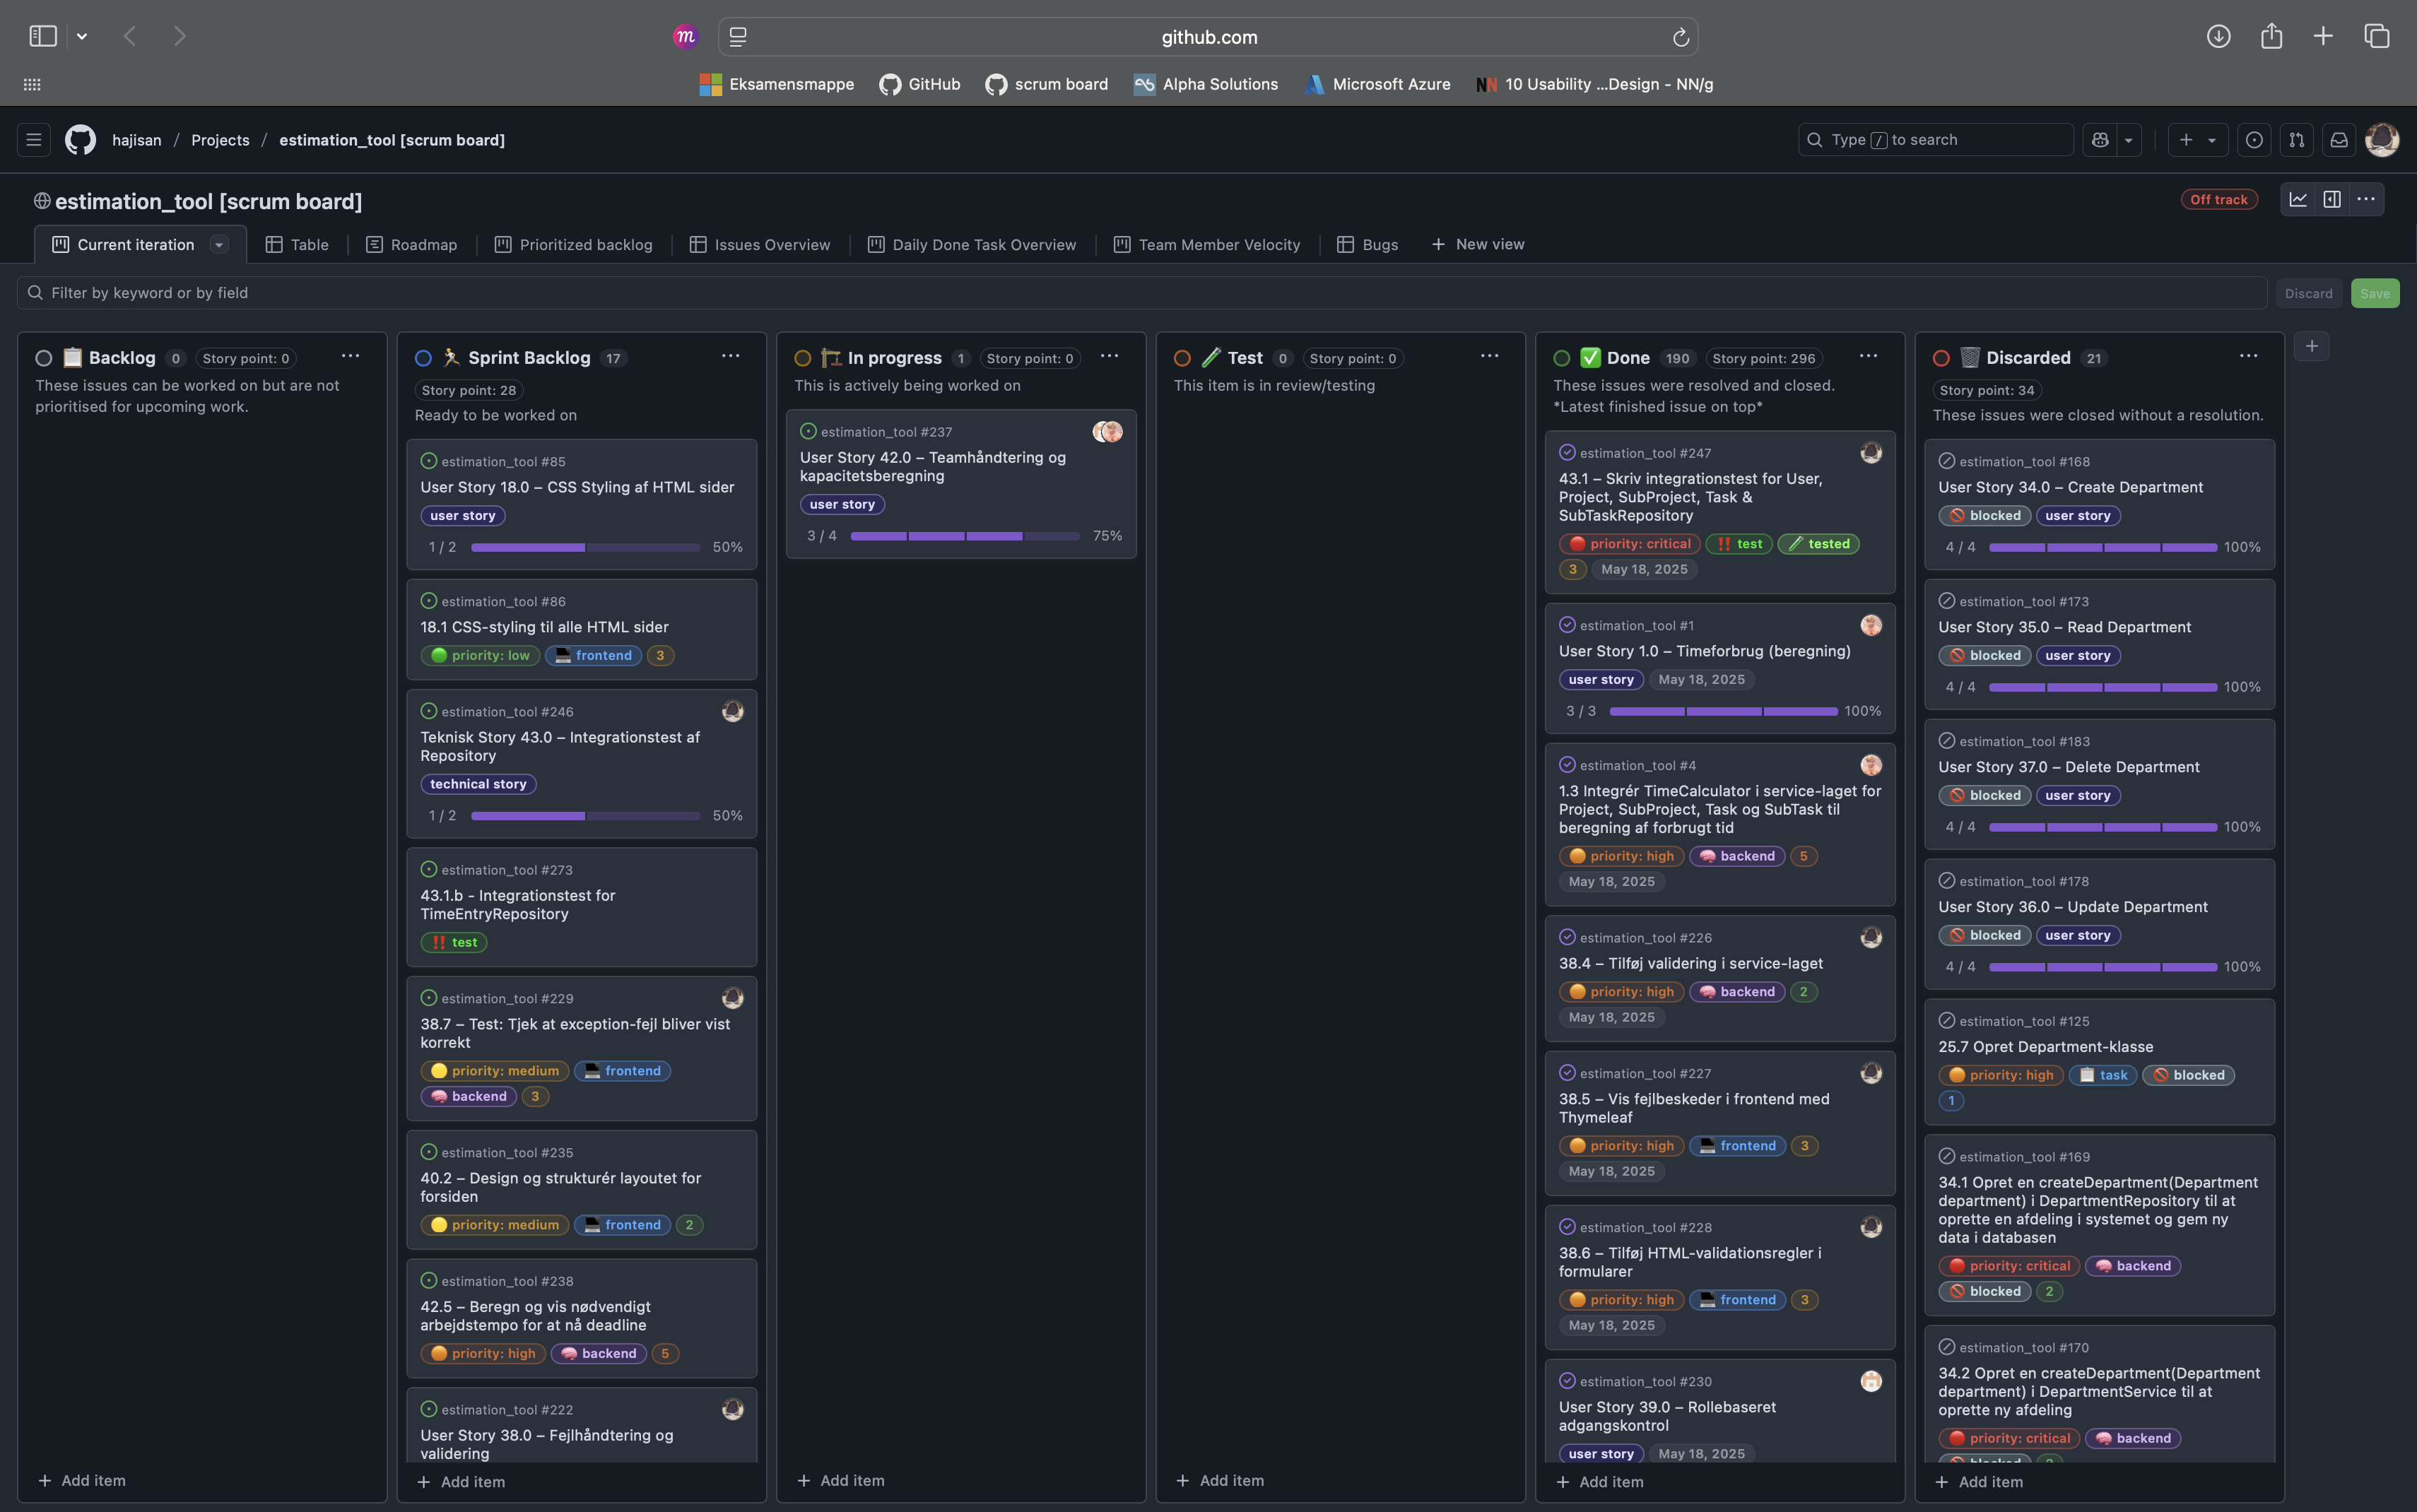 m
github.com
Eksamensmappe GitHub scrum board Alpha Solutions Microsoft Azure NN 10 Usability ...Design - NN/g
hajisan / Projects / estimation_tool [scrum board]
Type / to search
estimation_tool [scrum board]
Off track
Current iteration Table Roadmap Prioritized backlog Issues Overview Daily Done Task Overview Team Member Velocity Bugs + New view
Filter by keyword or by field
Discard Save
Backlog 0 Story point: 0
These issues can be worked on but are not
prioritised for upcoming work.
+ Add item
Sprint Backlog 17
Story point: 28
Ready to be worked on
estimation_tool #85
User Story 18.0 – CSS Styling af HTML sider
user story
1 / 2 50%
estimation_tool #86
18.1 CSS-styling til alle HTML sider
priority: low frontend 3
estimation_tool #246
Teknisk Story 43.0 – Integrationstest af
Repository
technical story
1 / 2 50%
estimation_tool #273
43.1.b - Integrationstest for
TimeEntryRepository
!! test
estimation_tool #229
38.7 – Test: Tjek at exception-fejl bliver vist
korrekt
priority: medium frontend
backend 3
estimation_tool #235
40.2 – Design og strukturér layoutet for
forsiden
priority: medium frontend 2
estimation_tool #238
42.5 – Beregn og vis nødvendigt
arbejdstempo for at nå deadline
priority: high backend 5
estimation_tool #222
User Story 38.0 – Fejlhåndtering og
validering
+ Add item
In progress 1 Story point: 0
This is actively being worked on
estimation_tool #237
User Story 42.0 – Teamhåndtering og
kapacitetsberegning
user story
3 / 4 75%
+ Add item
Test 0 Story point: 0
This item is in review/testing
+ Add item
Done 190 Story point: 296
These issues were resolved and closed.
*Latest finished issue on top*
estimation_tool #247
43.1 – Skriv integrationstest for User,
Project, SubProject, Task &
SubTaskRepository
priority: critical !! test tested
3 May 18, 2025
estimation_tool #1
User Story 1.0 – Timeforbrug (beregning)
user story May 18, 2025
3 / 3 100%
estimation_tool #4
1.3 Integrér TimeCalculator i service-laget for
Project, SubProject, Task og SubTask til
beregning af forbrugt tid
priority: high backend 5
May 18, 2025
estimation_tool #226
38.4 – Tilføj validering i service-laget
priority: high backend 2
May 18, 2025
estimation_tool #227
38.5 – Vis fejlbeskeder i frontend med
Thymeleaf
priority: high frontend 3
May 18, 2025
estimation_tool #228
38.6 – Tilføj HTML-validationsregler i
formularer
priority: high frontend 3
May 18, 2025
estimation_tool #230
User Story 39.0 – Rollebaseret
adgangskontrol
user story May 18, 2025
+ Add item
Discarded 21
Story point: 34
These issues were closed without a resolution.
estimation_tool #168
User Story 34.0 – Create Department
blocked user story
4 / 4 100%
estimation_tool #173
User Story 35.0 – Read Department
blocked user story
4 / 4 100%
estimation_tool #183
User Story 37.0 – Delete Department
blocked user story
4 / 4 100%
estimation_tool #178
User Story 36.0 – Update Department
blocked user story
4 / 4 100%
estimation_tool #125
25.7 Opret Department-klasse
priority: high task blocked
1
estimation_tool #169
34.1 Opret en createDepartment(Department
department) i DepartmentRepository til at
oprette en afdeling i systemet og gem ny
data i databasen
priority: critical backend
blocked 2
estimation_tool #170
34.2 Opret en createDepartment(Department
department) i DepartmentService til at
oprette ny afdeling
priority: critical backend
+ Add item